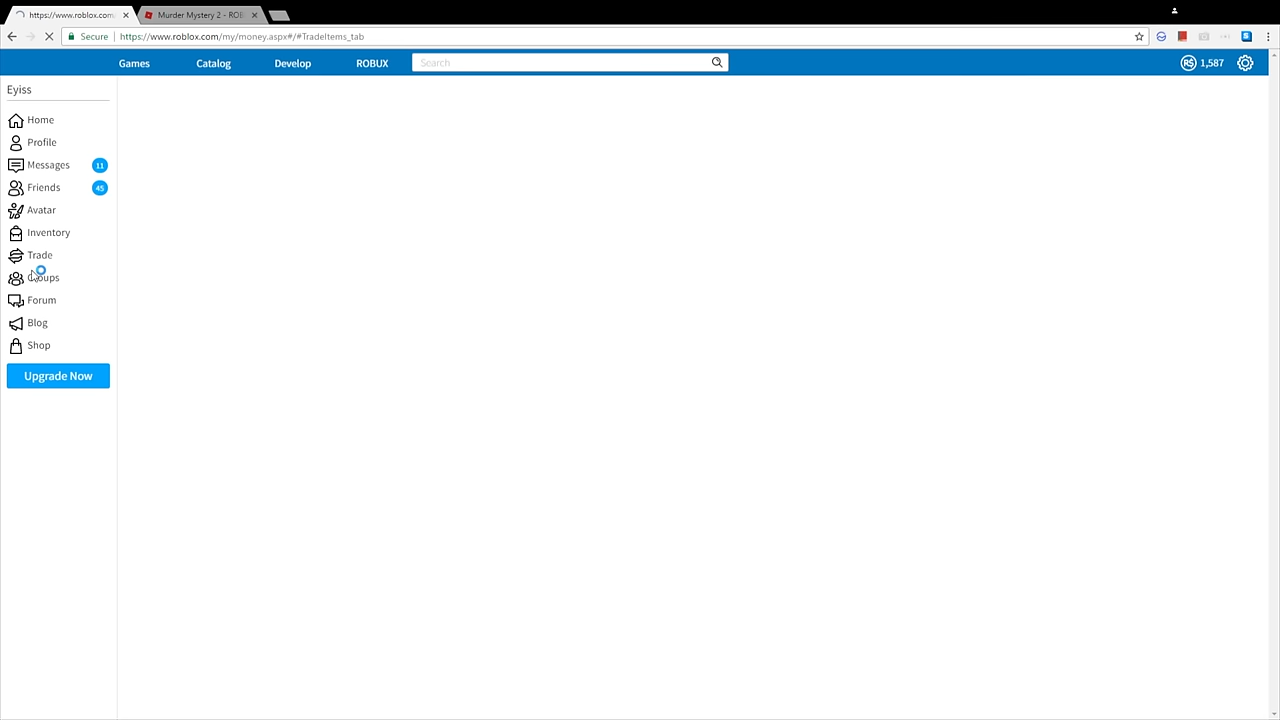 https://www.roblox.com
Murder Mystery 2 - ROB
Secure
https://www.roblox.com/my/money.aspx#/#TradeItems_tab
Games
Catalog
Develop
ROBUX
Search
R$ 1,587
Eyiss
Home
Profile
Messages 11
Friends 45
Avatar
Inventory
Trade
Groups
Forum
Blog
Shop
Upgrade Now